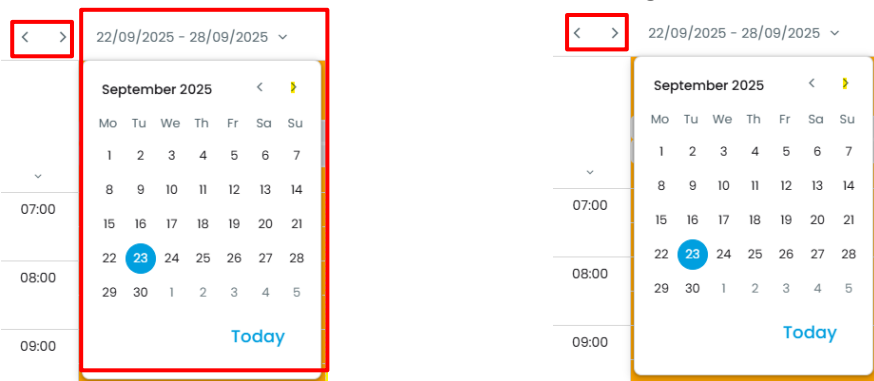 22/09/2025 - 28/09/2025
September 2025
Mo Tu We Th Fr Sa Su
1 2 3 4 5 6 7
8 9 10 11 12 13 14
15 16 17 18 19 20 21
22 23 24 25 26 27 28
29 30 1 2 3 4 5
Today
07:00
08:00
09:00
22/09/2025 - 28/09/2025
September 2025
Mo Tu We Th Fr Sa Su
1 2 3 4 5 6 7
8 9 10 11 12 13 14
15 16 17 18 19 20 21
22 23 24 25 26 27 28
29 30 1 2 3 4 5
Today
07:00
08:00
09:00